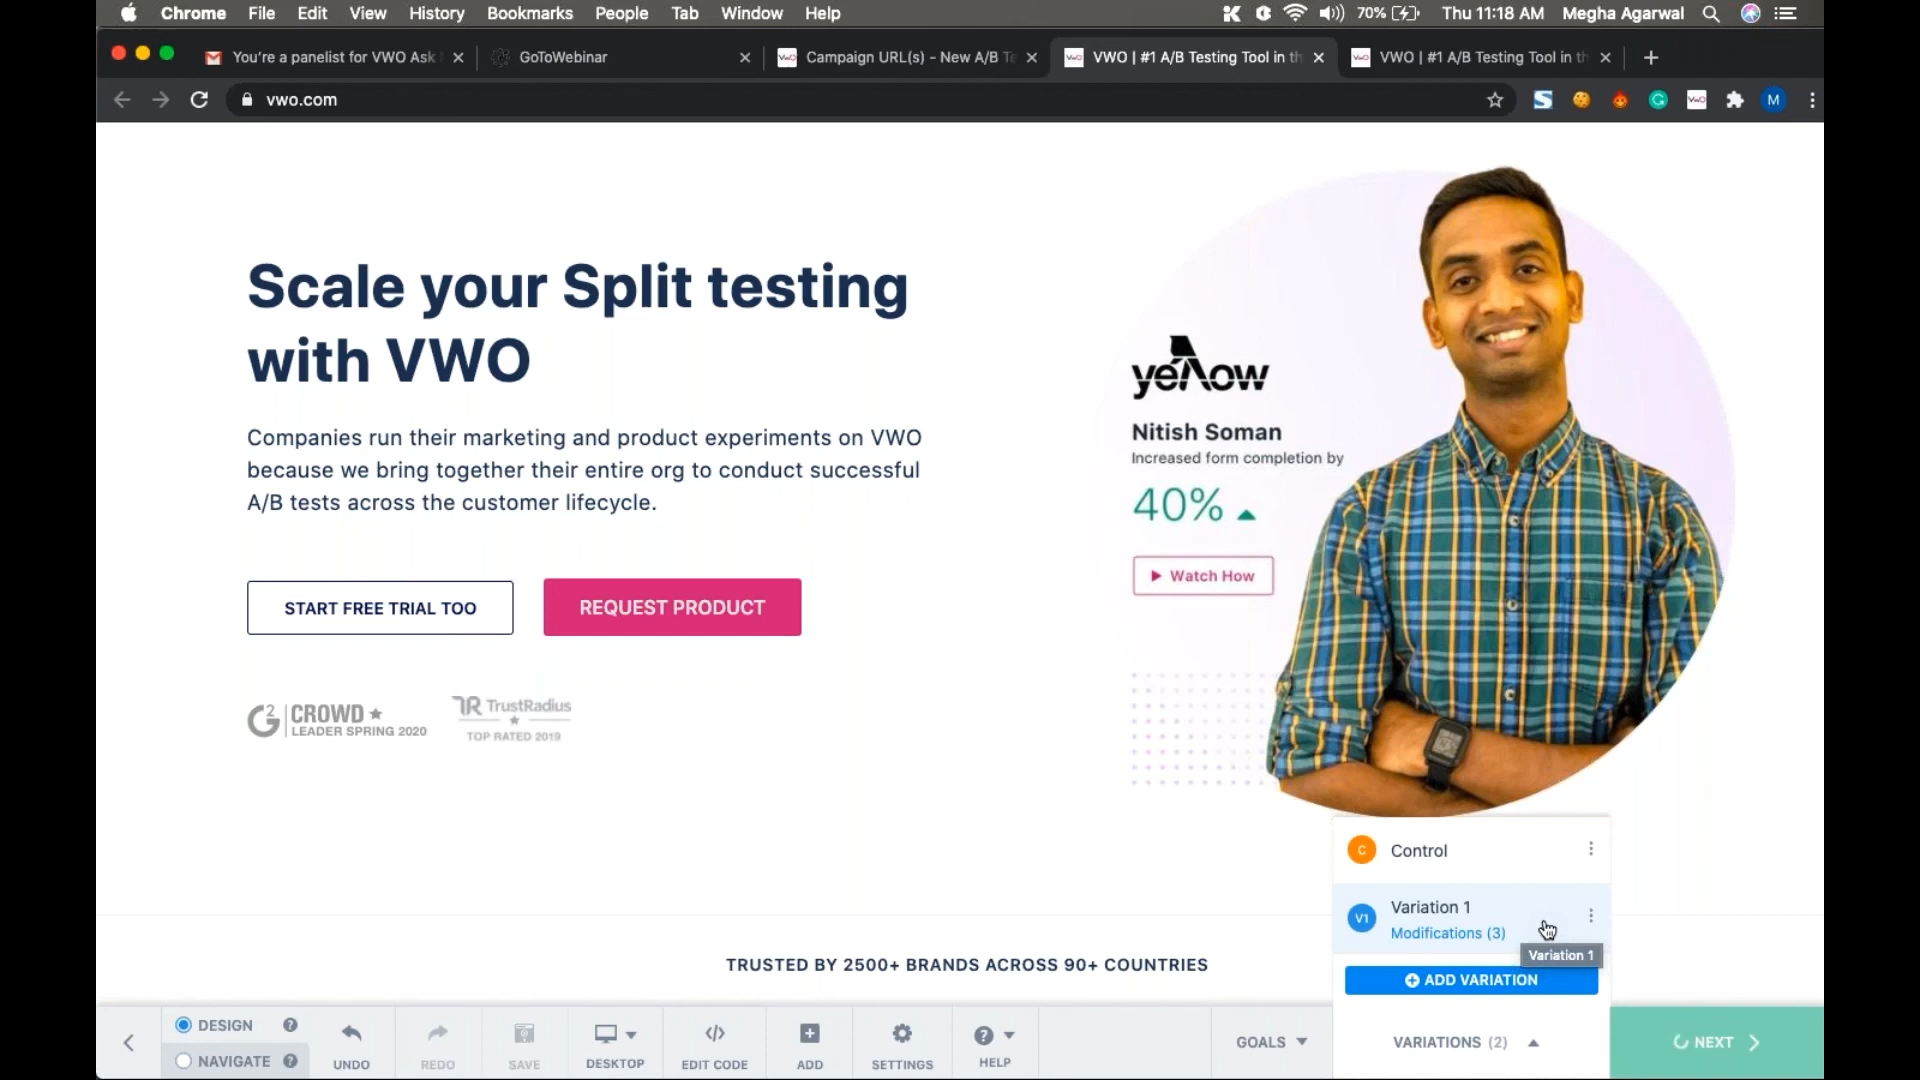 Chrome File Edit View History Bookmarks People Tab Window Help 70% Thu 11:18 AM Megha Agarwal
You're a panelist for VWO Ask GoToWebinar Campaign URL(s) - New A/B Te VWO | #1 A/B Testing Tool in th VWO | #1 A/B Testing Tool in th
vwo.com
Scale your Split testing
with VWO
Companies run their marketing and product experiments on VWO
because we bring together their entire org to conduct successful
A/B tests across the customer lifecycle.
START FREE TRIAL TOO REQUEST PRODUCT
G2 CROWD
LEADER SPRING 2020
TR TrustRadius
TOP RATED 2019
yellow
Nitish Soman
Increased form completion by
40%
Watch How
C Control
V1 Variation 1
Modifications (3)
Variation 1
ADD VARIATION
TRUSTED BY 2500+ BRANDS ACROSS 90+ COUNTRIES
DESIGN
NAVIGATE
UNDO
REDO
SAVE
DESKTOP
EDIT CODE
ADD
SETTINGS
HELP
GOALS
VARIATIONS (2)
NEXT